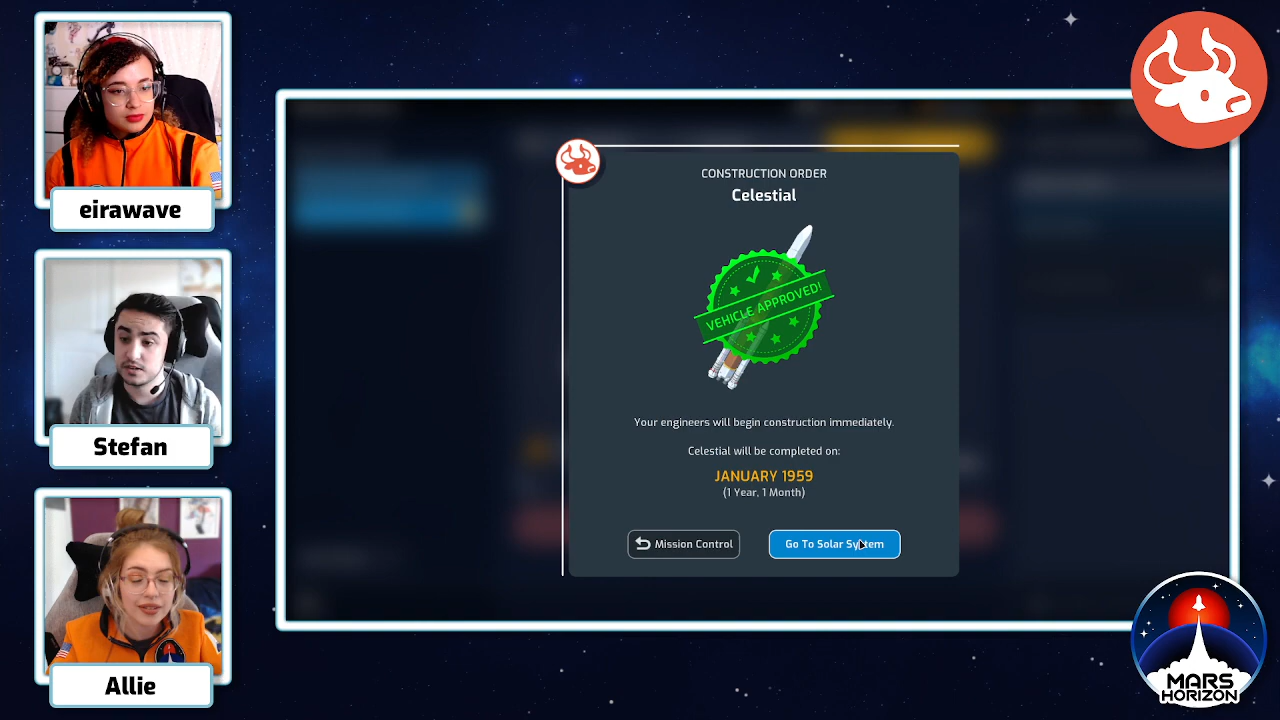 eirawave
Stefan
Allie
CONSTRUCTION ORDER
Celestial
VEHICLE APPROVED!
Your engineers will begin construction immediately.
Celestial will be completed on:
JANUARY 1959
(1 Year, 1 Month)
Mission Control
Go To Solar System
MARS
HORIZON